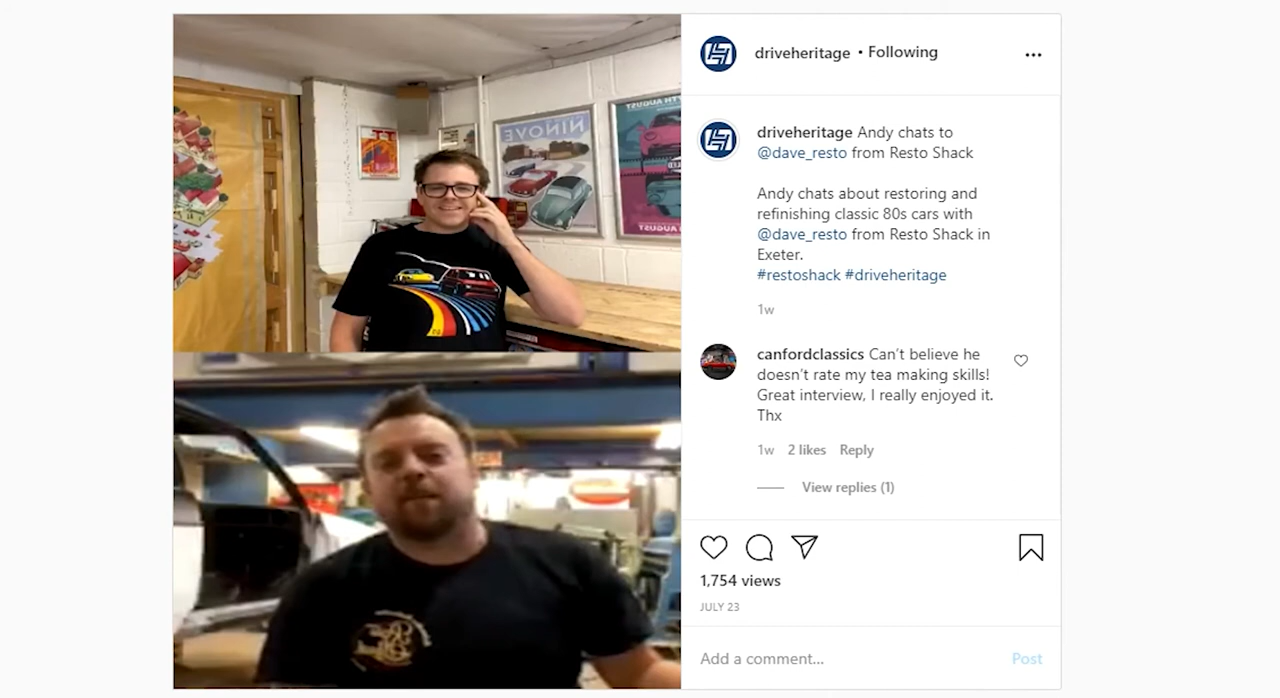 driveheritage • Following
driveheritage Andy chats to
@dave_resto from Resto Shack
Andy chats about restoring and
refinishing classic 80s cars with
@dave_resto from Resto Shack in
Exeter.
#restoshack #driveheritage
1w
canfordclassics Can't believe he
doesn't rate my tea making skills!
Great interview, I really enjoyed it.
Thx
1w 2 likes Reply
View replies (1)
1,754 views
JULY 23
Add a comment... Post
NINOVE
TH AUGUST